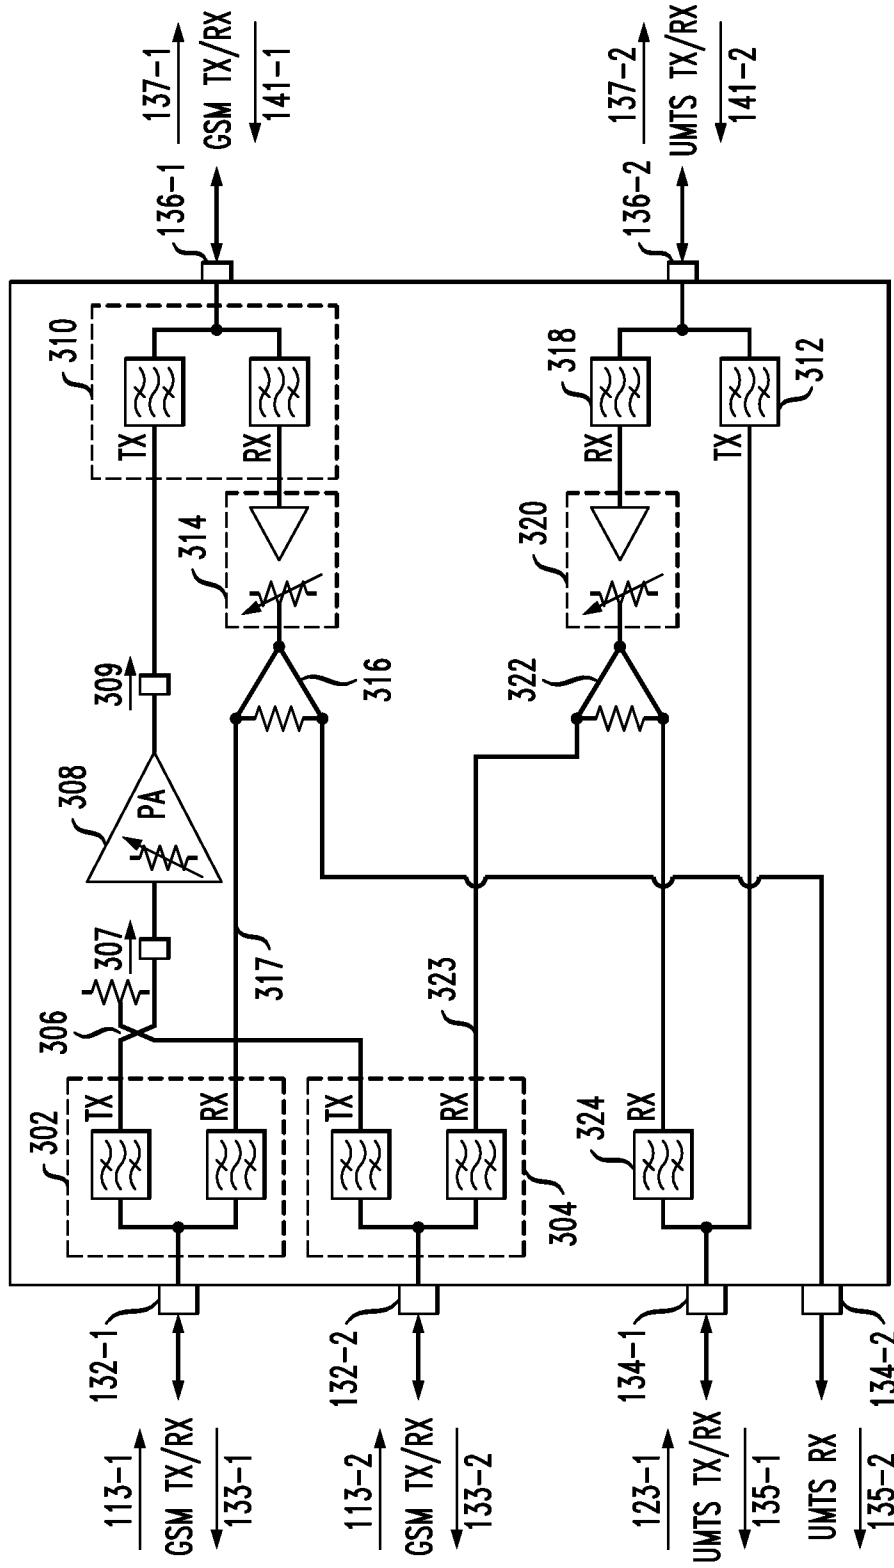 113-1
GSM TX/RX
133-1
132-1
113-2
GSM TX/RX
133-2
132-2
123-1
UMTS TX/RX
135-1
134-1
UMTS RX
135-2
134-2
302
TX
RX
304
TX
RX
324
RX
306
307
308
PA
309
317
323
316
322
314
320
310
TX
RX
318
RX
TX
312
136-1
137-1
GSM TX/RX
141-1
136-2
137-2
UMTS TX/RX
141-2